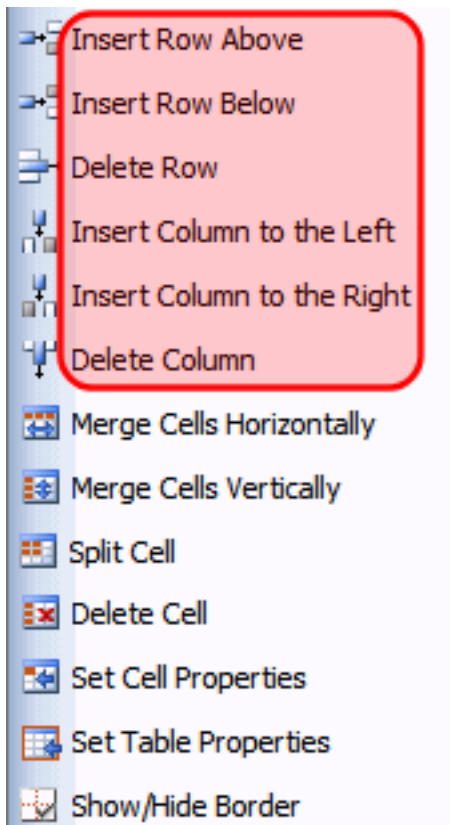 Insert Row Above
Insert Row Below
Delete Row
Insert Column to the Left
Insert Column to the Right
Delete Column
Merge Cells Horizontally
Merge Cells Vertically
Split Cell
Delete Cell
Set Cell Properties
Set Table Properties
Show/Hide Border